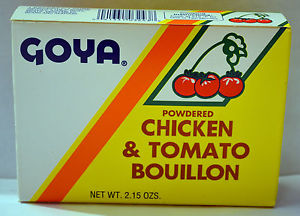 GOYA®
POWDERED
CHICKEN
& TOMATO
BOUILLON
NET WT. 2.15 OZS.